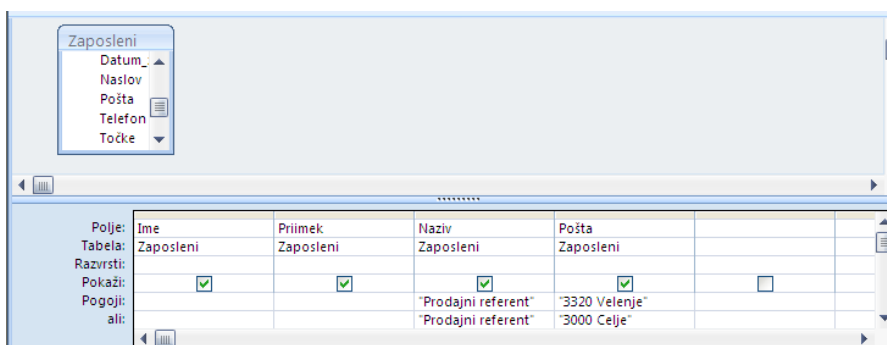 Zaposleni
Datum_
Naslov
Pošta
Telefon
Točke
Polje: Ime Priimek Naziv Pošta
Tabela: Zaposleni Zaposleni Zaposleni Zaposleni
Razvrsti:
Pokaži:
Pogoji: "Prodajni referent" "3320 Velenje"
ali: "Prodajni referent" "3000 Celje"